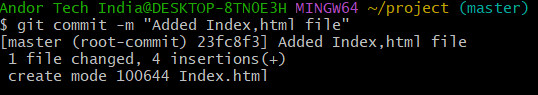 Andor Tech India@DESKTOP-8TNOE3H MINGW64 ~/project (master)
$ git commit -m "Added Index,html file"
[master (root-commit) 23fc8f3] Added Index,html file
 1 file changed, 4 insertions(+)
 create mode 100644 Index.html